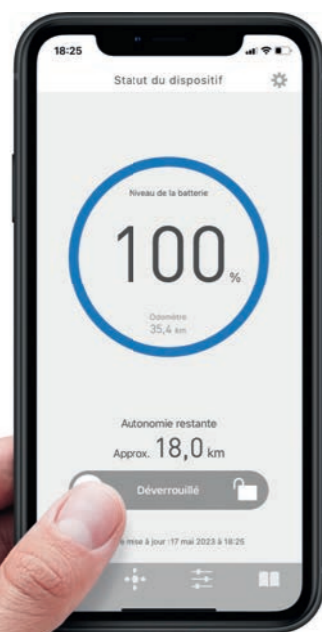 18:25
Statut du dispositif
Niveau de la batterie
100 %
Odomètre
35,4 km
Autonomie restante
Approx. 18,0 km
Déverrouillé
mise à jour :17 mai 2023 à 18:25